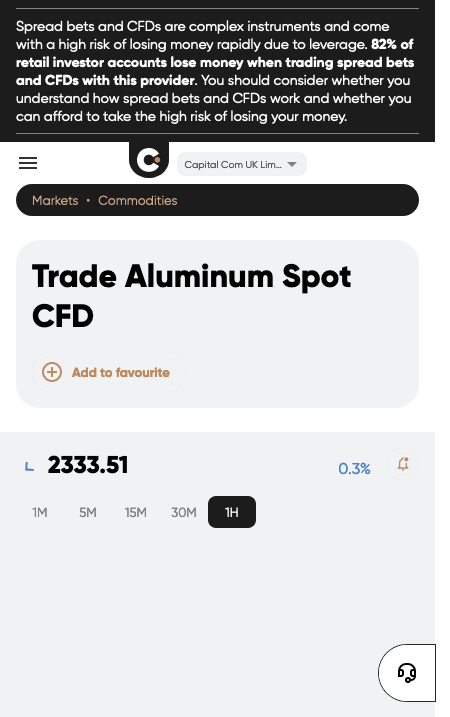 Spread bets and CFDs are complex instruments and come
with a high risk of losing money rapidly due to leverage. 82% of
retail investor accounts lose money when trading spread bets
and CFDs with this provider. You should consider whether you
understand how spread bets and CFDs work and whether you
can afford to take the high risk of losing your money.
Capital Com UK Lim...
Markets • Commodities
Trade Aluminum Spot
CFD
Add to favourite
2333.51 0.3%
1M 5M 15M 30M 1H